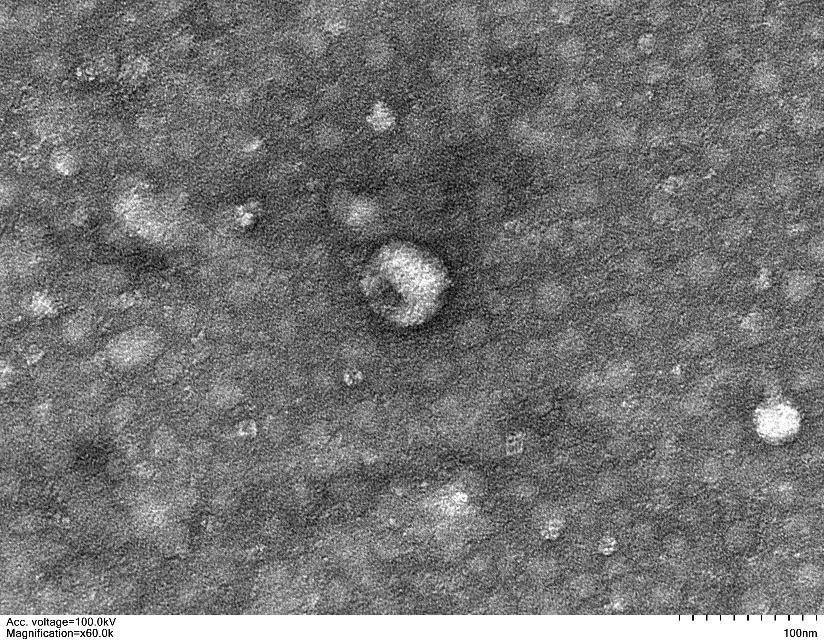 Acc. voltage=100.0kV
Magnification=x60.0k
100nm